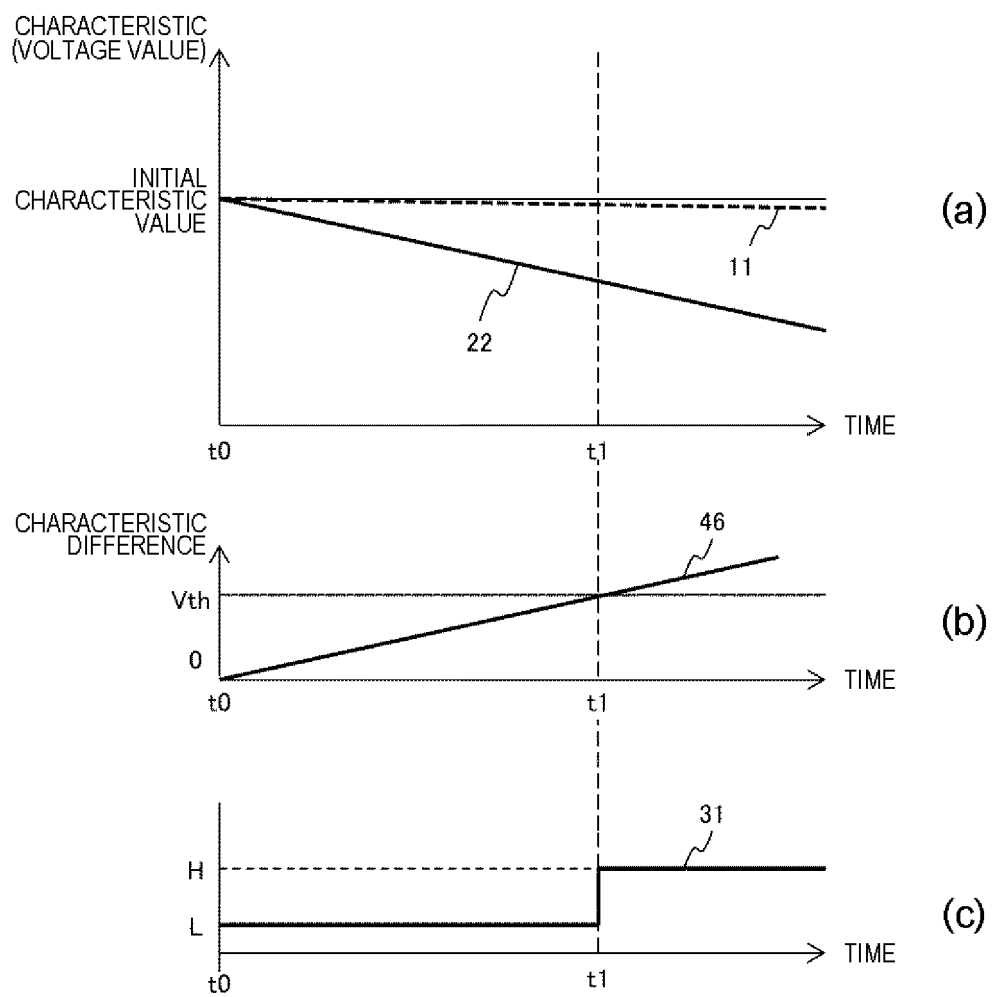 CHARACTERISTIC
(VOLTAGE VALUE)
INITIAL
CHARACTERISTIC
VALUE
11
22
(a)
TIME
t0
t1
CHARACTERISTIC
DIFFERENCE
46
Vth
0
(b)
TIME
t0
t1
31
H
L
(c)
TIME
t0
t1